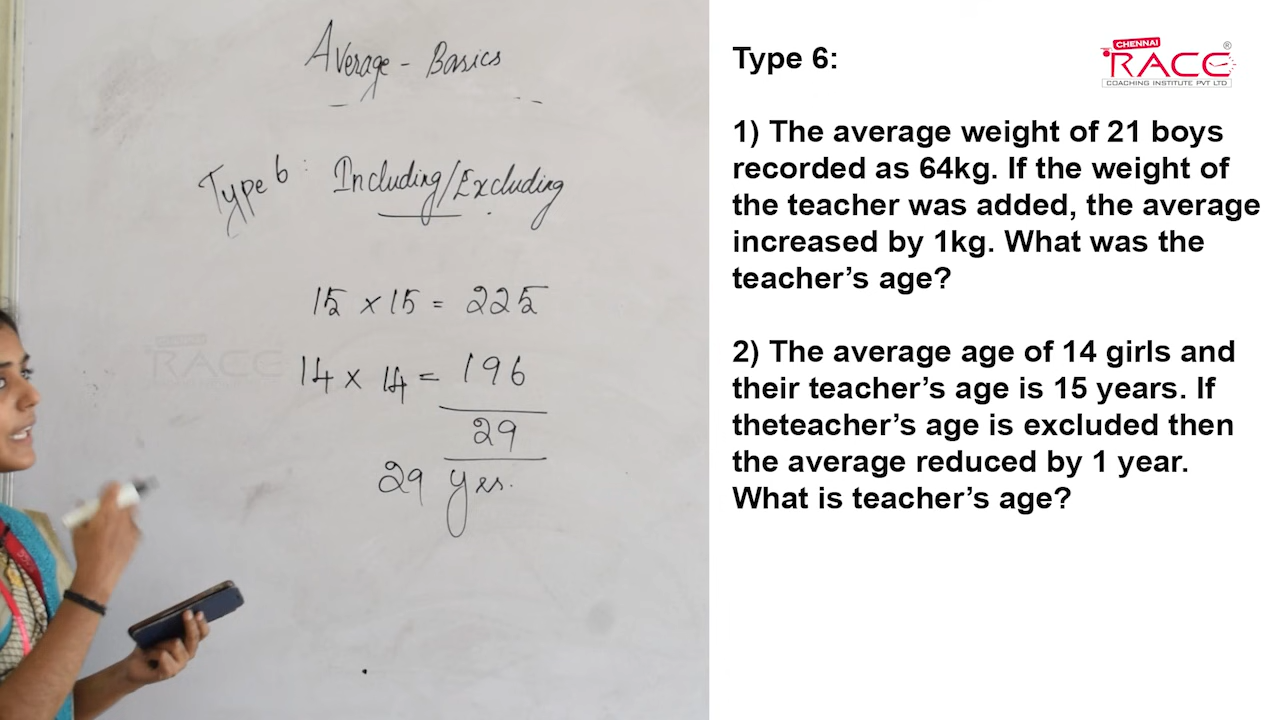 Average - Basics
Type 6 : Including/Excluding
15 x 15 = 225
14 x 14 = 196
29
29 yrs.
RACE
Type 6:
CHENNAI
RACE ®
COACHING INSTITUTE PVT LTD
1) The average weight of 21 boys
recorded as 64kg. If the weight of
the teacher was added, the average
increased by 1kg. What was the
teacher’s age?
2) The average age of 14 girls and
their teacher’s age is 15 years. If
theteacher’s age is excluded then
the average reduced by 1 year.
What is teacher’s age?